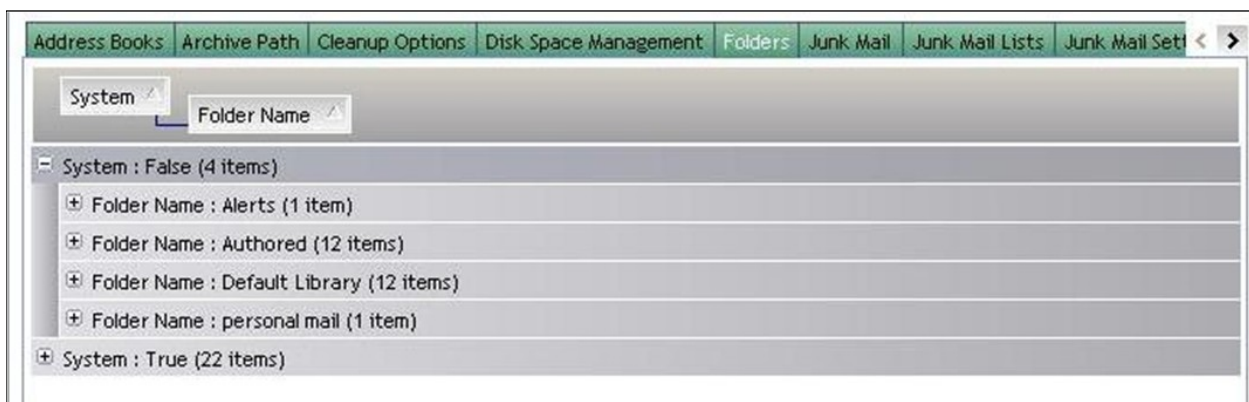 Address Books Archive Path Cleanup Options Disk Space Management Folders Junk Mail Junk Mail Lists Junk Mail Sett
System
Folder Name
System : False (4 items)
Folder Name : Alerts (1 item)
Folder Name : Authored (12 items)
Folder Name : Default Library (12 items)
Folder Name : personal mail (1 item)
System : True (22 items)